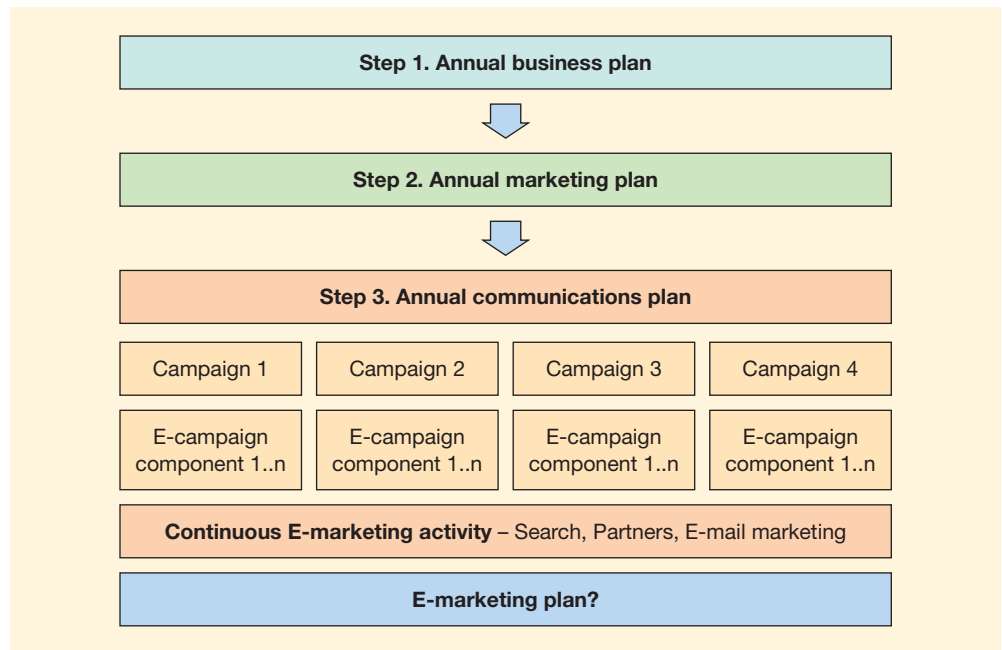 Step 1. Annual business plan
Step 2. Annual marketing plan
Step 3. Annual communications plan
Campaign 1
Campaign 2
Campaign 3
Campaign 4
E-campaign
component 1..n
E-campaign
component 1..n
E-campaign
component 1..n
E-campaign
component 1..n
Continuous E-marketing activity – Search, Partners, E-mail marketing
E-marketing plan?